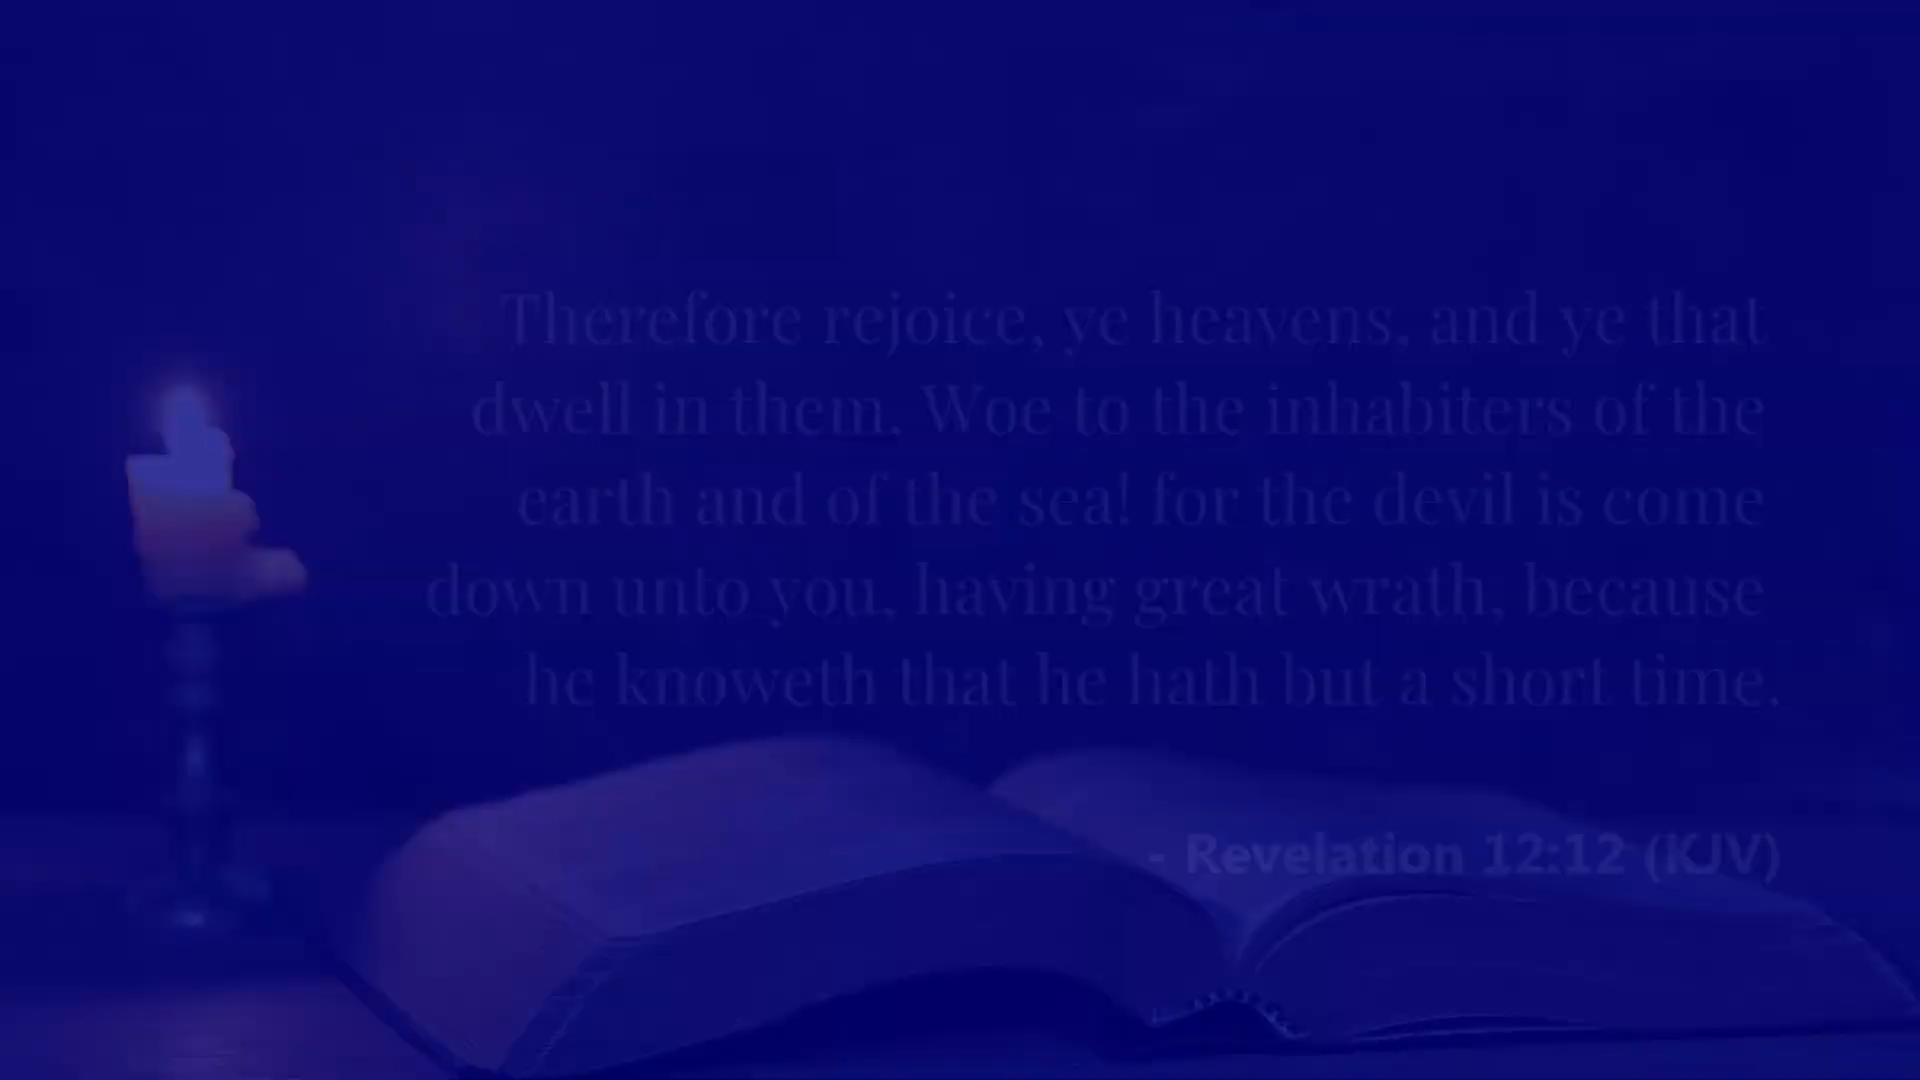 Therefore rejoice, ye heavens, and ye that
dwell in them. Woe to the inhabiters of the
earth and of the sea! for the devil is come
down unto you, having great wrath, because
he knoweth that he hath but a short time.
- Revelation 12:12 (KJV)